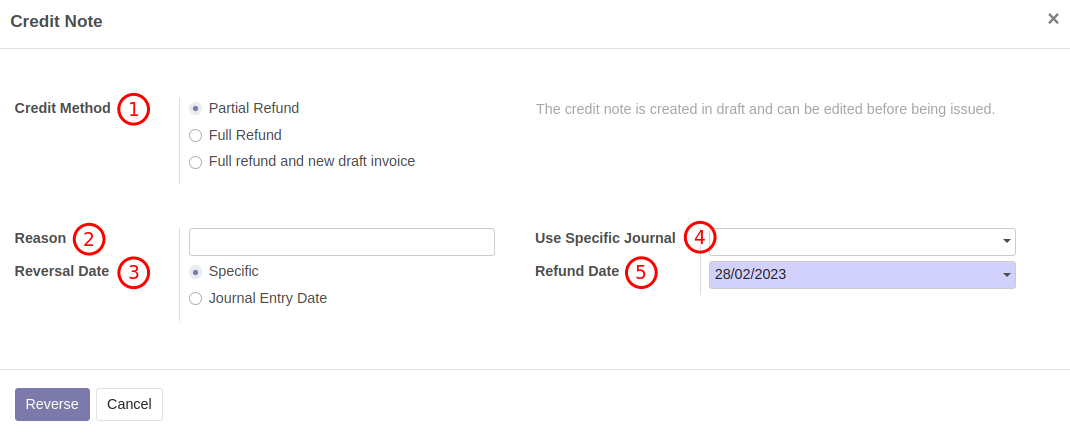 Credit Note ×
Credit Method 1 Partial Refund The credit note is created in draft and can be edited before being issued.
Full Refund
Full refund and new draft invoice
Reason 2 Use Specific Journal 4
Reversal Date 3 Specific Refund Date 5 28/02/2023
Journal Entry Date
Reverse Cancel